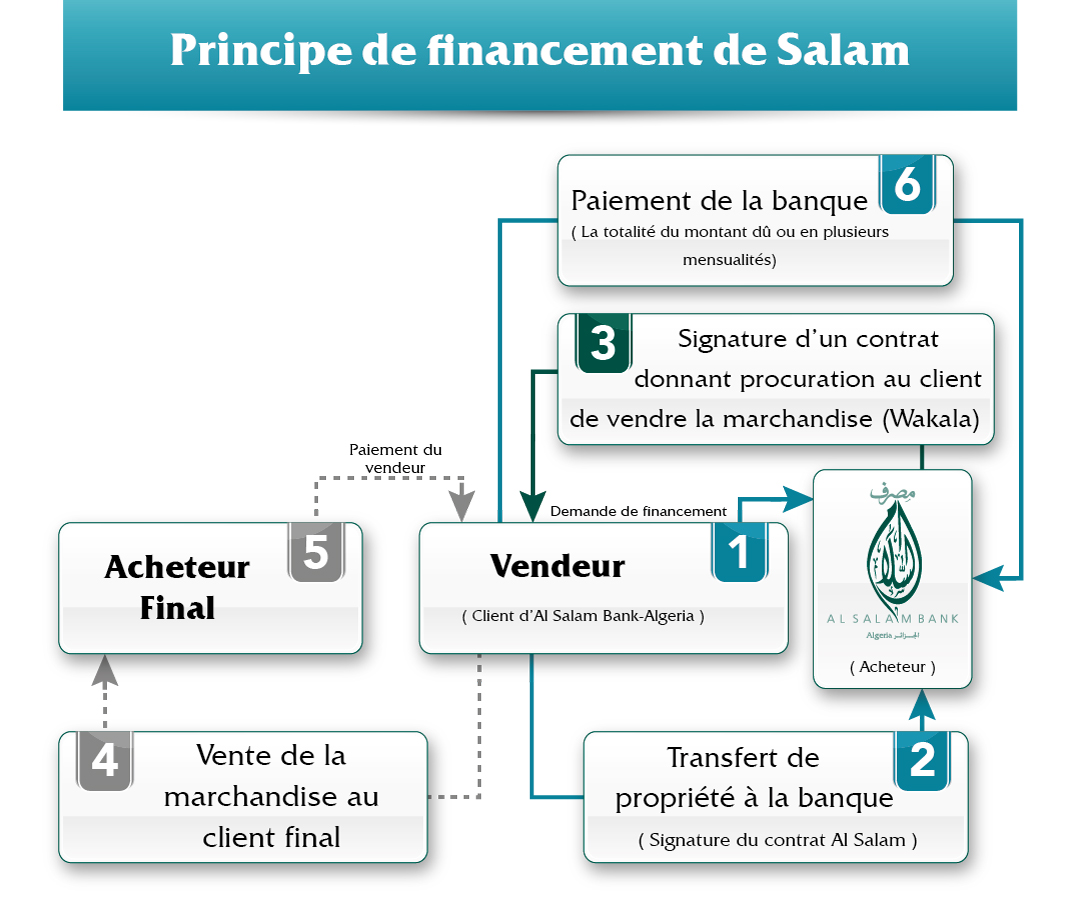 Principe de financement de Salam
6
Paiement de la banque
( La totalité du montant dû ou en plusieurs
mensualités)
3
Signature d'un contrat
donnant procuration au client
de vendre la marchandise (Wakala)
Paiement du
vendeur
Demande de financement
5
Acheteur
Final
1
Vendeur
( Client d'Al Salam Bank-Algeria )
مصرف
السلام
AL SALAM BANK
Algeria الجزائر
( Acheteur )
4
Vente de la
marchandise au
client final
2
Transfert de
propriété à la banque
( Signature du contrat Al Salam )